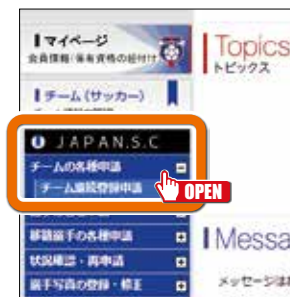 マイページ
会員情報/保有資格の紐付け
Topics
トピックス
チーム(サッカー)
JAPAN.S.C
チームの各種申請
チーム継続登録申請
OPEN
移籍選手の各種申請
状況確認・再申請
選手写真の登録・修正
Messa
メッセージは